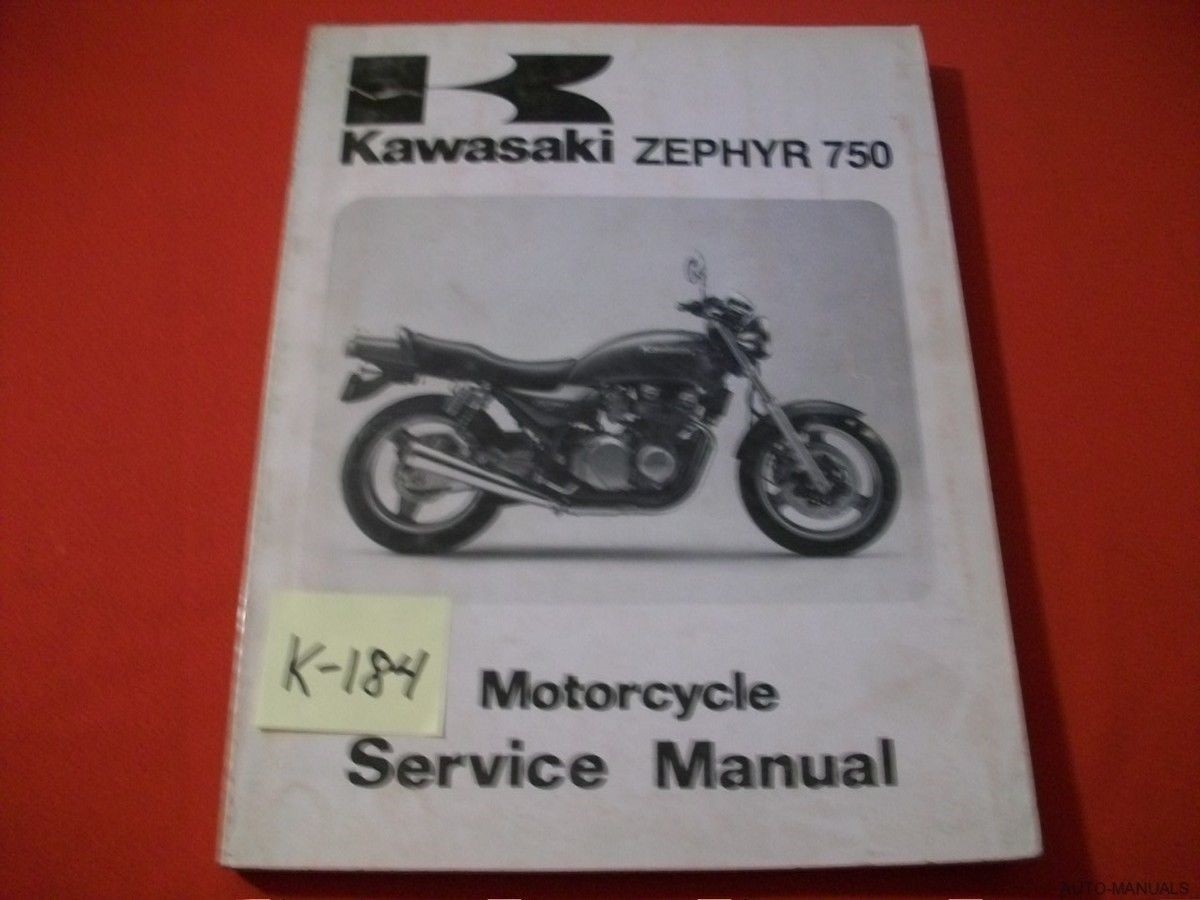 Kawasaki ZEPHYR 750
K-184
Motorcycle
Service Manual
AUTO-MANUALS